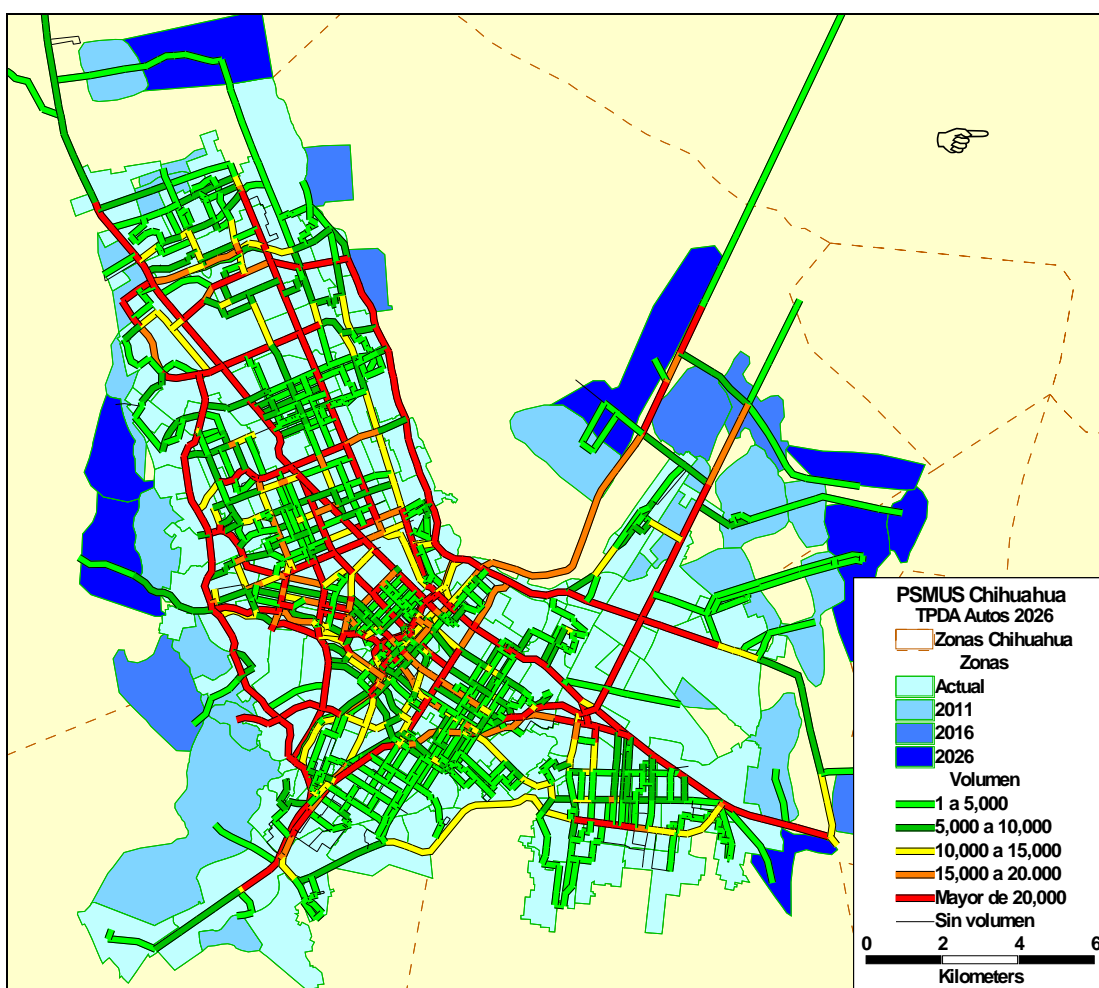 PSMUS Chihuahua
TPDA Autos 2026
Zonas Chihuahua
Zonas
Actual
2011
2016
2026
Volumen
1 a 5,000
5,000 a 10,000
10,000 a 15,000
15,000 a 20.000
Mayor de 20,000
Sin volumen
0 2 4 6
Kilometers